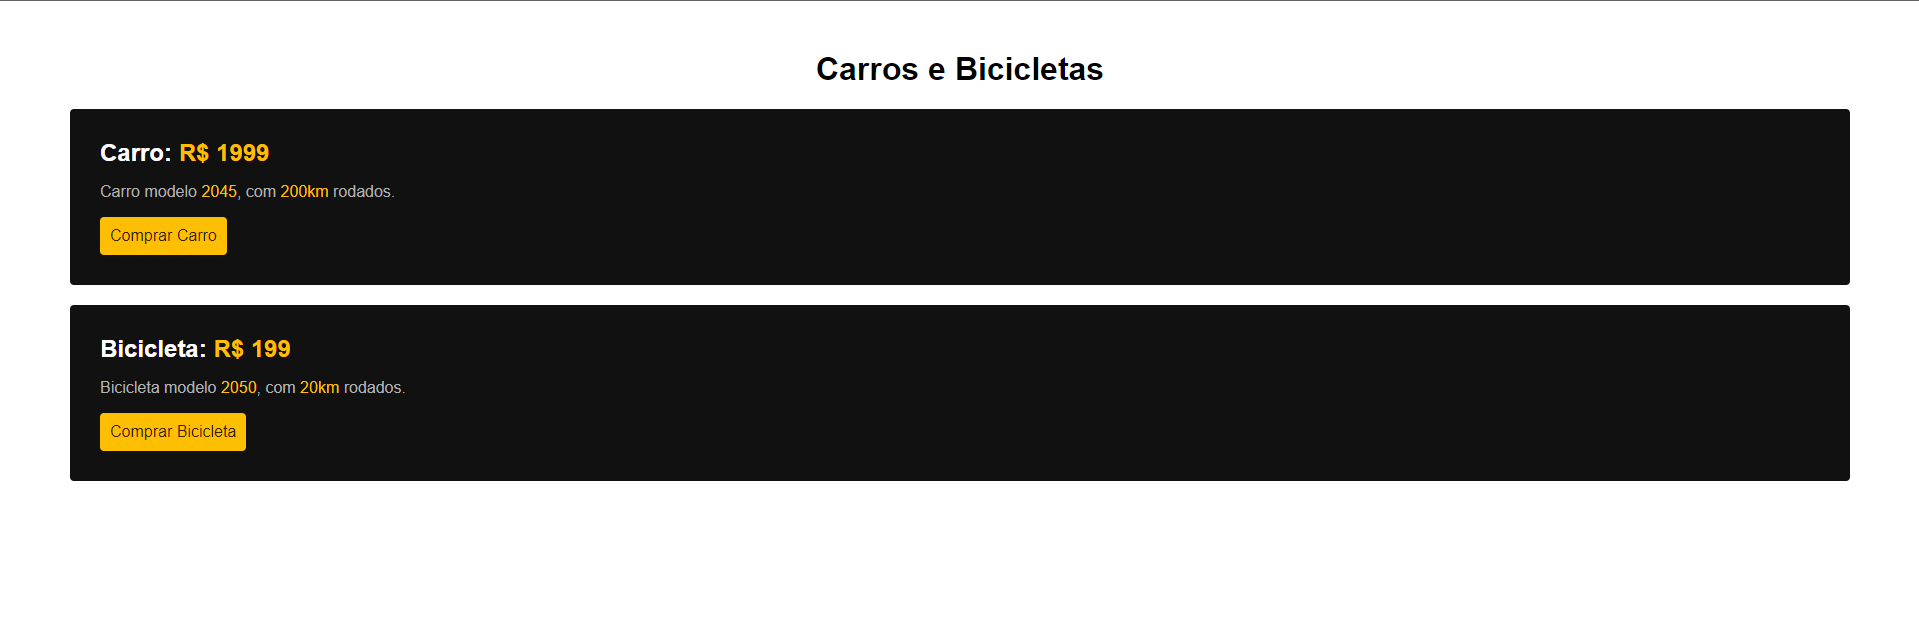 Carros e Bicicletas
Carro: R$ 1999
Carro modelo 2045, com 200km rodados.
Comprar Carro
Bicicleta: R$ 199
Bicicleta modelo 2050, com 20km rodados.
Comprar Bicicleta